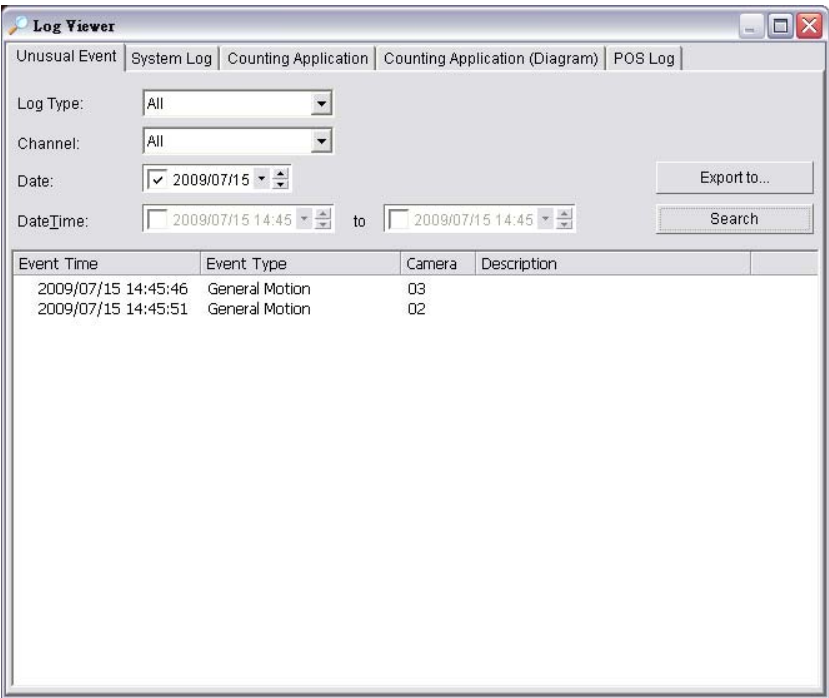 Log Viewer
Unusual Event System Log Counting Application Counting Application (Diagram) POS Log
Log Type: All
Channel: All
Date: 2009/07/15 Export to...
DateTime: 2009/07/15 14:45 to 2009/07/15 14:45 Search
Event Time Event Type Camera Description
2009/07/15 14:45:46 General Motion 03
2009/07/15 14:45:51 General Motion 02